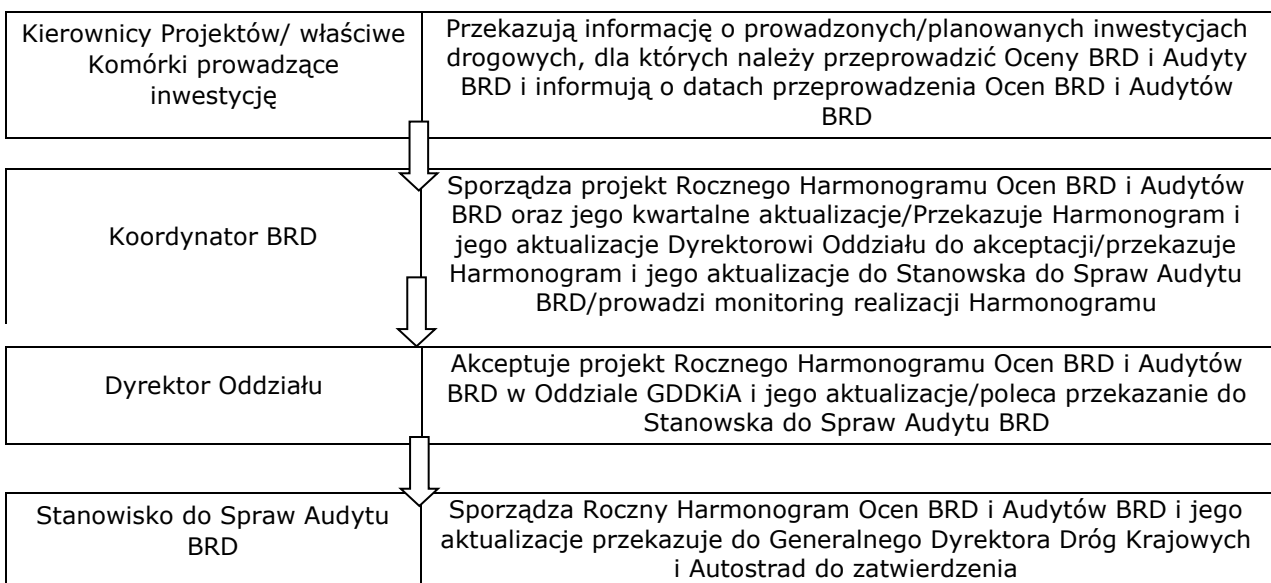 Kierownicy Projektów/ właściwe
Komórki prowadzące
inwestycję
Przekazują informację o prowadzonych/planowanych inwestycjach
drogowych, dla których należy przeprowadzić Oceny BRD i Audyty
BRD i informują o datach przeprowadzenia Ocen BRD i Audytów
BRD
Koordynator BRD
Sporządza projekt Rocznego Harmonogramu Ocen BRD i Audytów
BRD oraz jego kwartalne aktualizacje/Przekazuje Harmonogram i
jego aktualizacje Dyrektorowi Oddziału do akceptacji/przekazuje
Harmonogram i jego aktualizacje do Stanowska do Spraw Audytu
BRD/prowadzi monitoring realizacji Harmonogramu
Dyrektor Oddziału
Akceptuje projekt Rocznego Harmonogramu Ocen BRD i Audytów
BRD w Oddziale GDDKiA i jego aktualizacje/poleca przekazanie do
Stanowska do Spraw Audytu BRD
Stanowisko do Spraw Audytu
BRD
Sporządza Roczny Harmonogram Ocen BRD i Audytów BRD i jego
aktualizacje przekazuje do Generalnego Dyrektora Dróg Krajowych
i Autostrad do zatwierdzenia